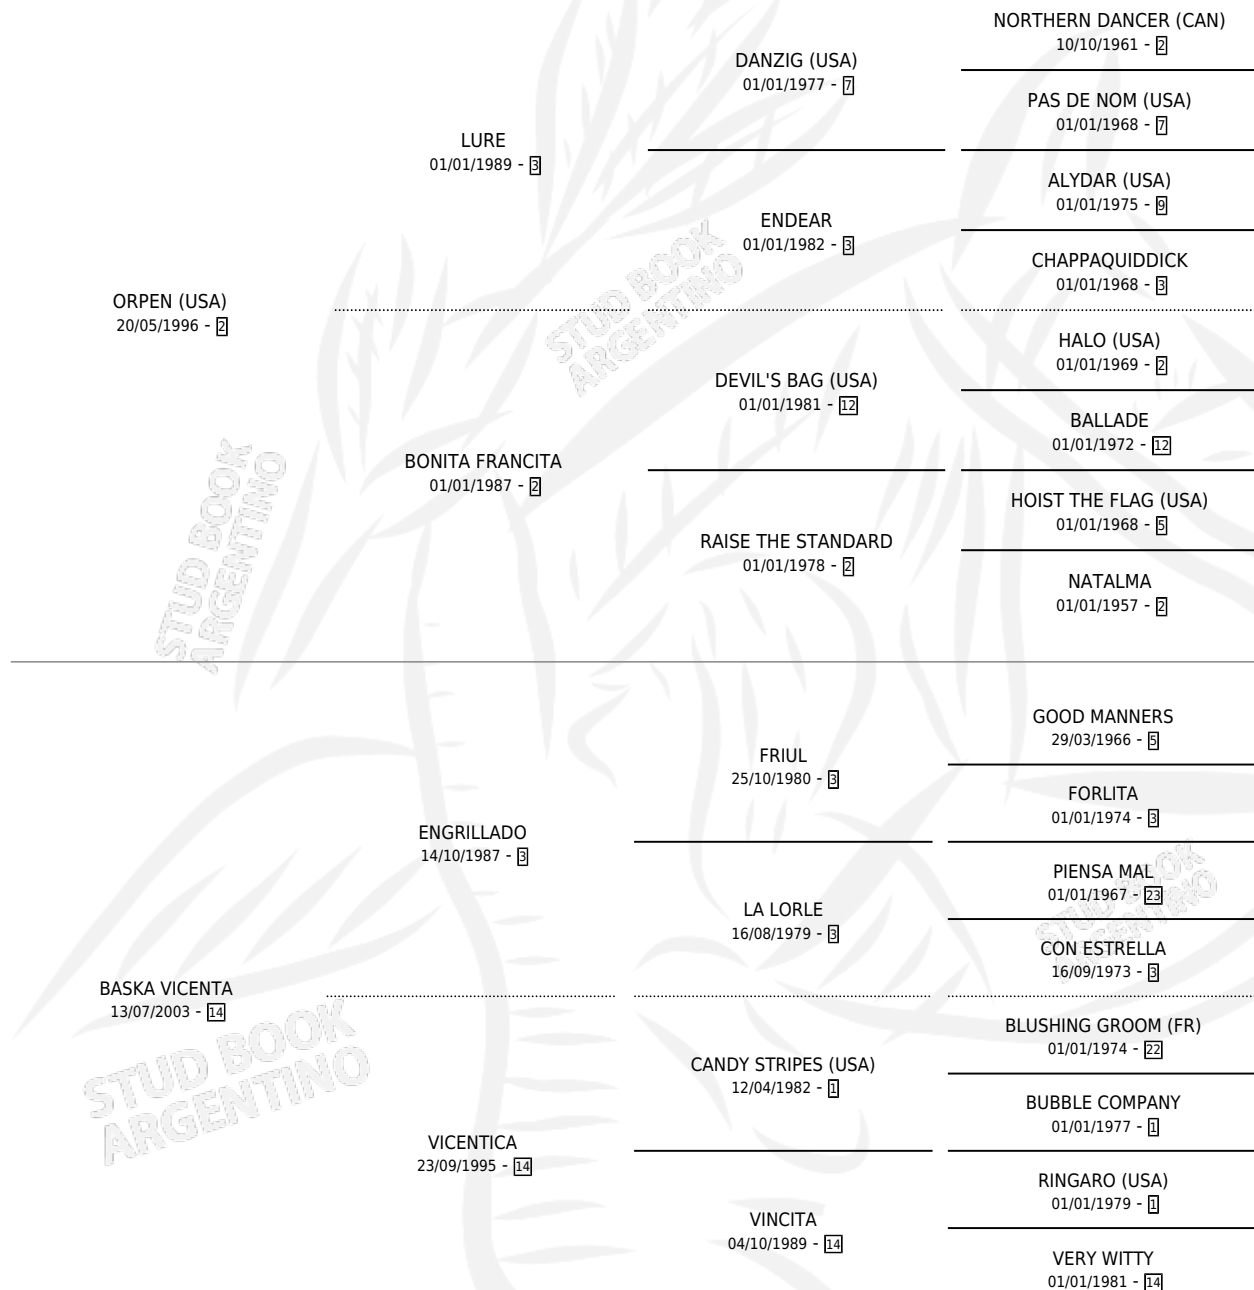 NORTHERN DANCER (CAN)
10/10/1961 - 2
DANZIG (USA)
01/01/1977 - 7
PAS DE NOM (USA)
01/01/1968 - 7
LURE
01/01/1989 - 3
ALYDAR (USA)
01/01/1975 - 9
ENDEAR
01/01/1982 - 3
CHAPPAQUIDDICK
01/01/1968 - 3
ORPEN (USA)
20/05/1996 - 2
HALO (USA)
01/01/1969 - 2
DEVIL'S BAG (USA)
01/01/1981 - 12
BALLADE
01/01/1972 - 12
BONITA FRANCITA
01/01/1987 - 2
HOIST THE FLAG (USA)
01/01/1968 - 5
RAISE THE STANDARD
01/01/1978 - 2
NATALMA
01/01/1957 - 2
GOOD MANNERS
29/03/1966 - 5
FRIUL
25/10/1980 - 3
FORLITA
01/01/1974 - 3
ENGRILLADO
14/10/1987 - 3
PIENSA MAL
01/01/1967 - 23
LA LORLE
16/08/1979 - 3
CON ESTRELLA
16/09/1973 - 3
BASKA VICENTA
13/07/2003 - 14
BLUSHING GROOM (FR)
01/01/1974 - 22
CANDY STRIPES (USA)
12/04/1982 - 1
BUBBLE COMPANY
01/01/1977 - 1
VICENTICA
23/09/1995 - 14
RINGARO (USA)
01/01/1979 - 1
VINCITA
04/10/1989 - 14
VERY WITTY
01/01/1981 - 14
STUD BOOK
ARGENTINO
STUD BOOK
ARGENTINO
STUD BOOK
ARGENTINO
STUD BOOK
ARGENTINO